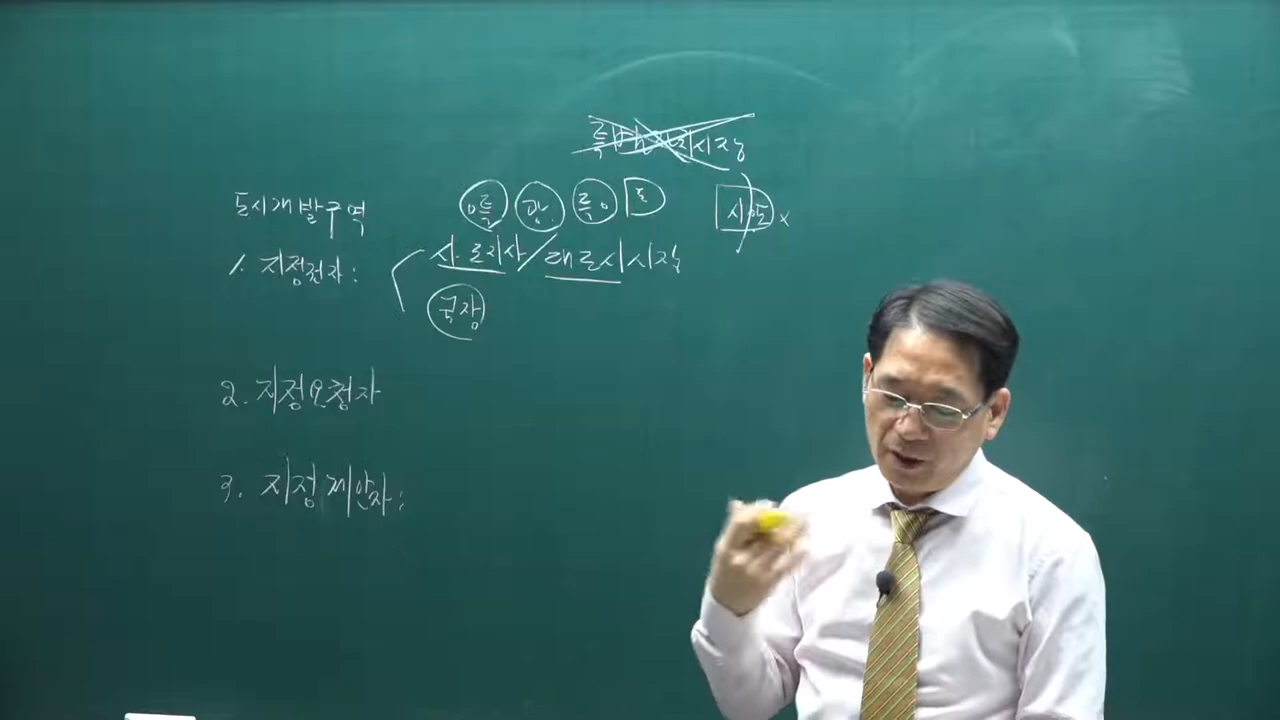 특별자치시장
도시개발구역
특 광 특 도 시도 x
1. 지정권자 : 시·도지사 / 대도시시장
국장
2. 지정요청자
3. 지정제안자 :